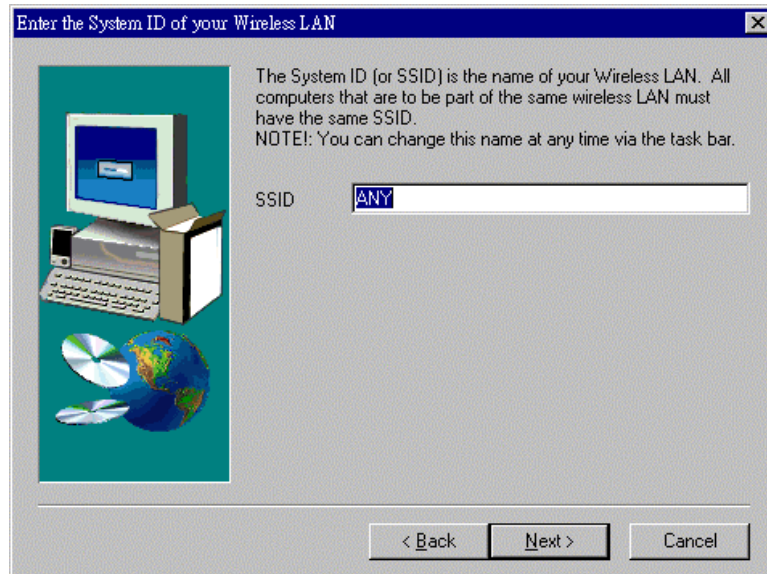 Enter the System ID of your Wireless LAN
The System ID (or SSID) is the name of your Wireless LAN.  All
computers that are to be part of the same wireless LAN must
have the same SSID.
NOTE!: You can change this name at any time via the task bar.
SSID
ANY
< Back
Next >
Cancel